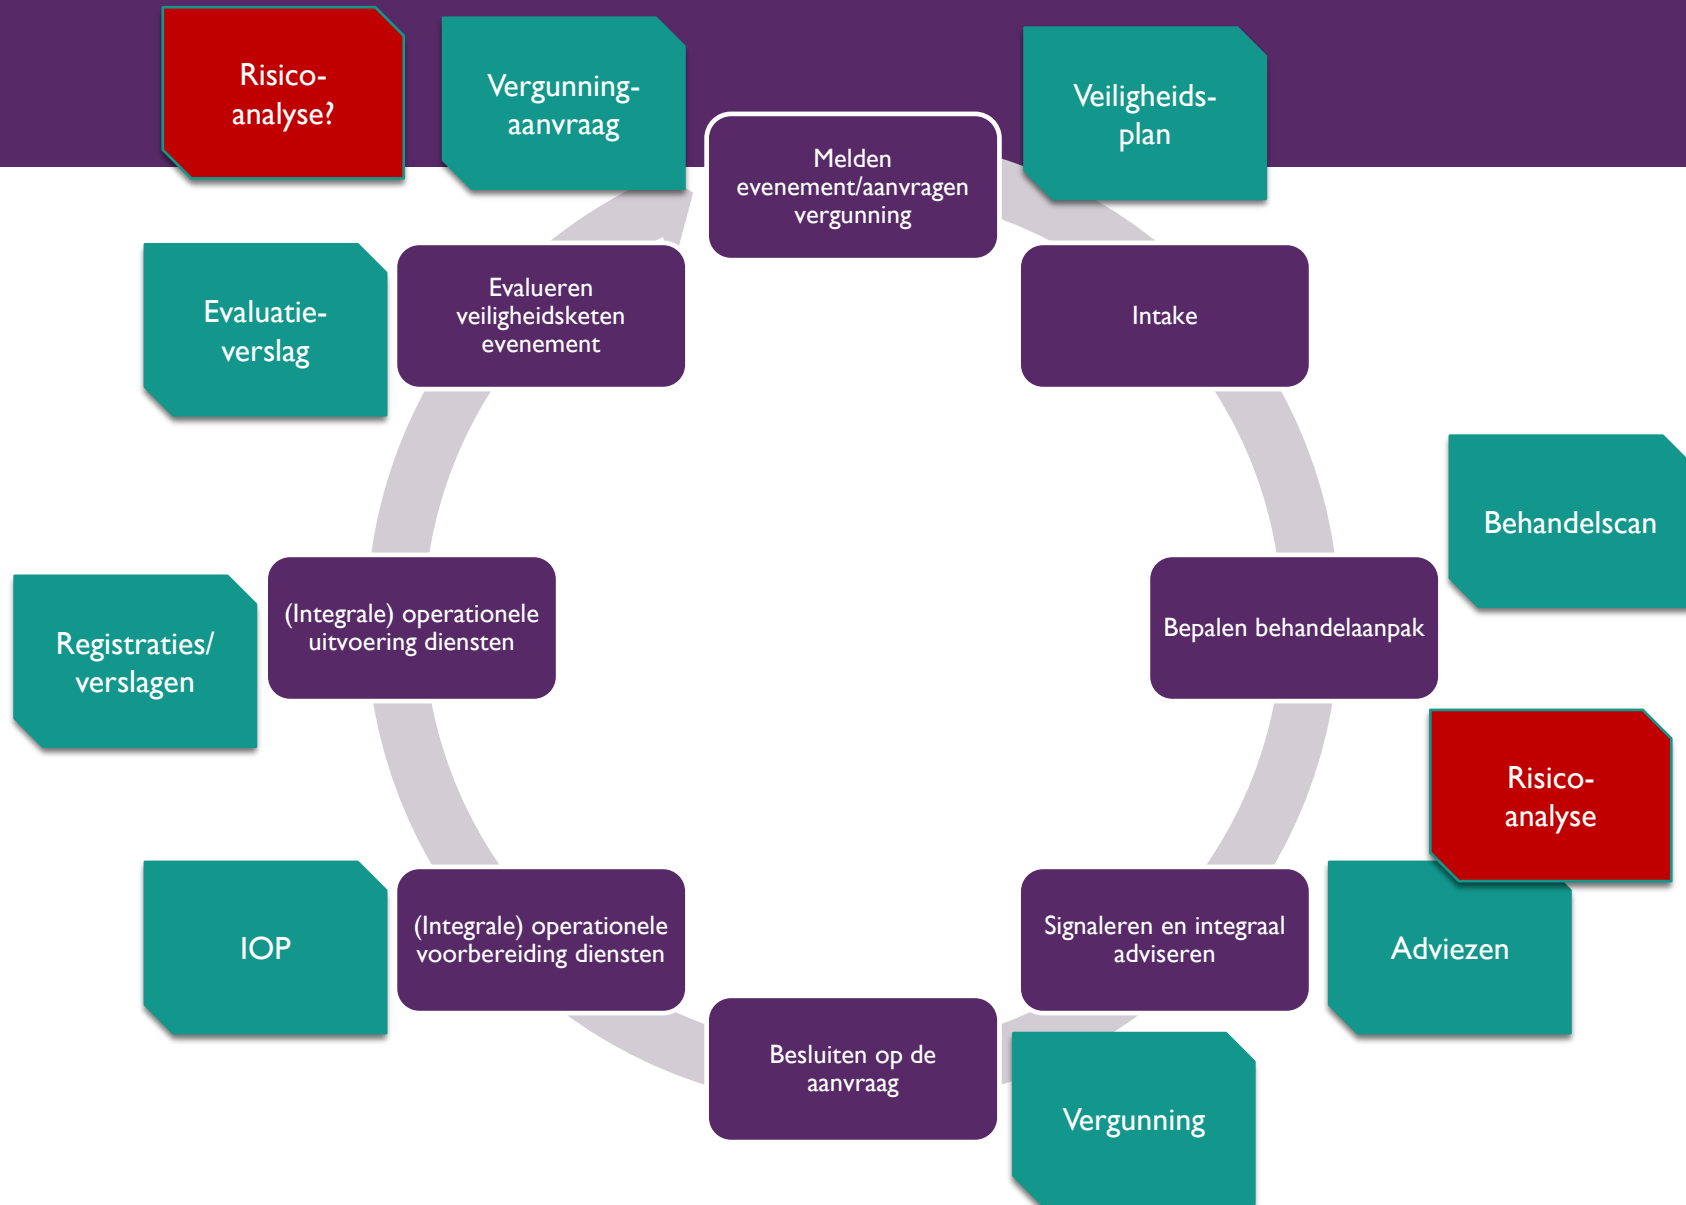 Risico-
analyse?
Vergunning-
aanvraag
Veiligheids-
plan
Melden
evenement/aanvragen
vergunning
Evaluatie-
verslag
Evalueren
veiligheidsketen
evenement
Intake
Behandelscan
Registraties/
verslagen
(Integrale) operationele
uitvoering diensten
Bepalen behandelaanpak
Risico-
analyse
IOP
(Integrale) operationele
voorbereiding diensten
Signaleren en integraal
adviseren
Adviezen
Besluiten op de
aanvraag
Vergunning